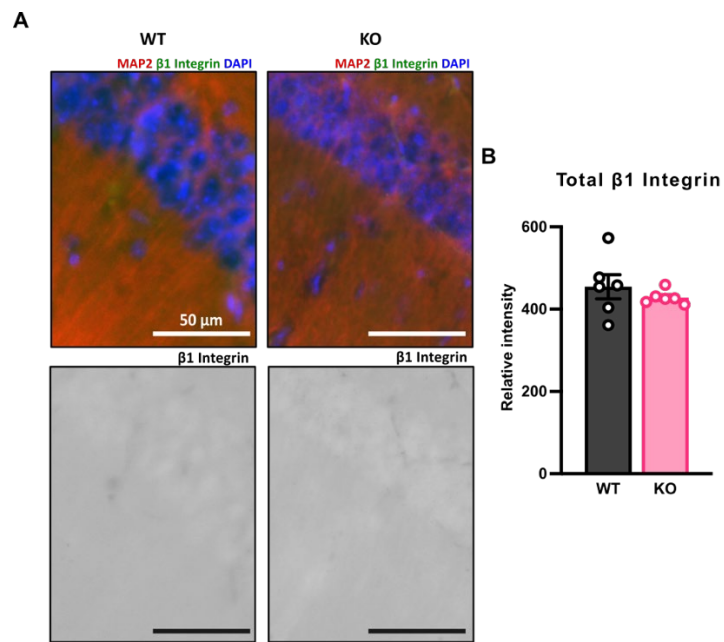 A
WT
KO
MAP2 β1 Integrin DAPI
MAP2 β1 Integrin DAPI
50 μm
β1 Integrin
β1 Integrin
B
Total β1 Integrin
Relative intensity
600
400
200
0
WT
KO